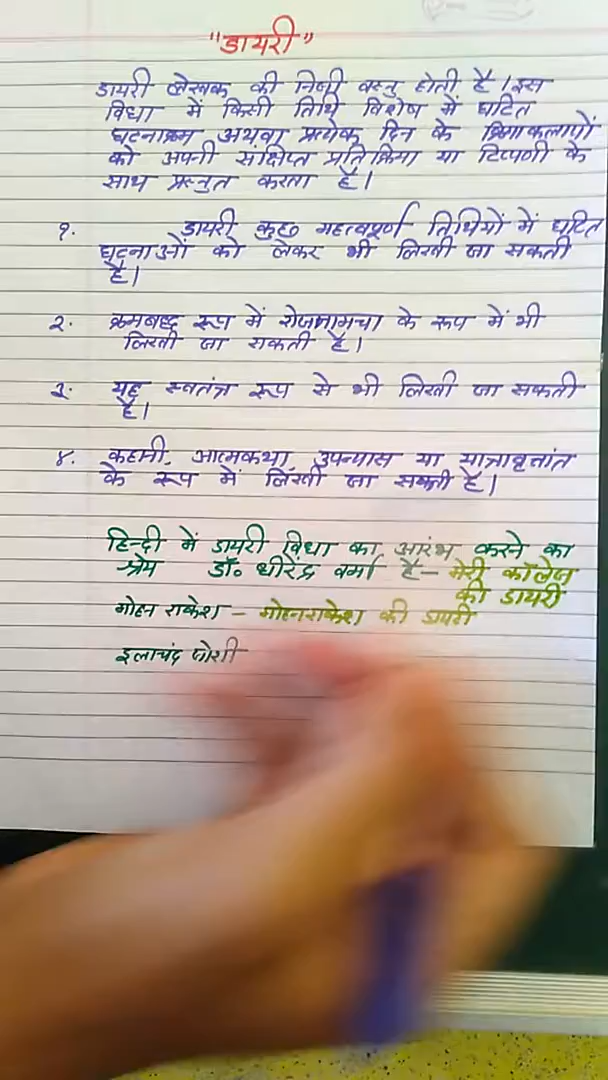 "डायरी"
डायरी लेखक की निजी वस्तु होती है। इस
विधा में किसी तिथि विशेष में घटित
घटनाक्रम अथवा प्रत्येक दिन के क्रियाकलापों
को अपनी संक्षिप्त प्रतिक्रिया या टिप्पणी के
साथ प्रस्तुत करता है।
१. डायरी कुछ महत्वपूर्ण तिथियों में घटित
घटनाओं को लेकर भी लिखी जा सकती
है।
२. क्रमबद्ध रूप में रोजनामचा के रूप में भी
लिखी जा सकती है।
३. यह स्वतंत्र रूप से भी लिखी जा सकती
है।
४. कहानी, आत्मकथा, उपन्यास या यात्रावृत्तांत
के रूप में लिखी जा सकती है।
हिन्दी में डायरी विधा का आरंभ करने का
श्रेय डॉ० धीरेंद्र वर्मा है – मेरी कॉलेज
की डायरी
मोहन राकेश – मोहनराकेश की डायरी
इलाचंद जोशी